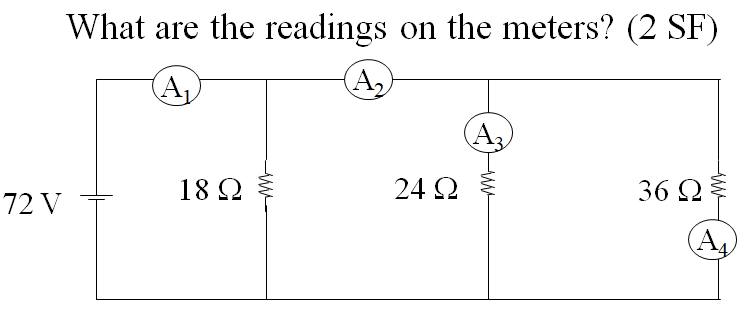 What are the readings on the meters? (2 SF)
A1
A2
A3
18 Ω
24 Ω
36 Ω
72 V
A4